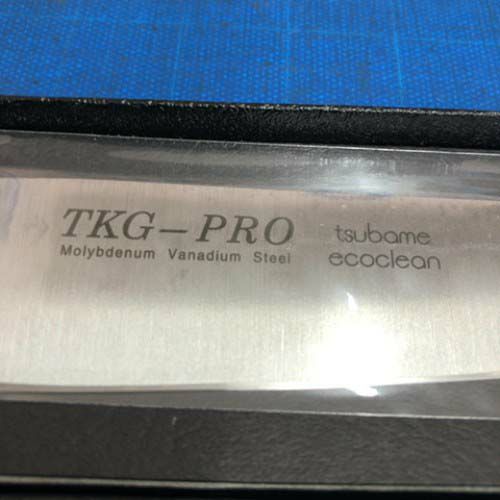 TKG-PRO
Molybdenum Vanadium Steel
tsubame
ecoclean